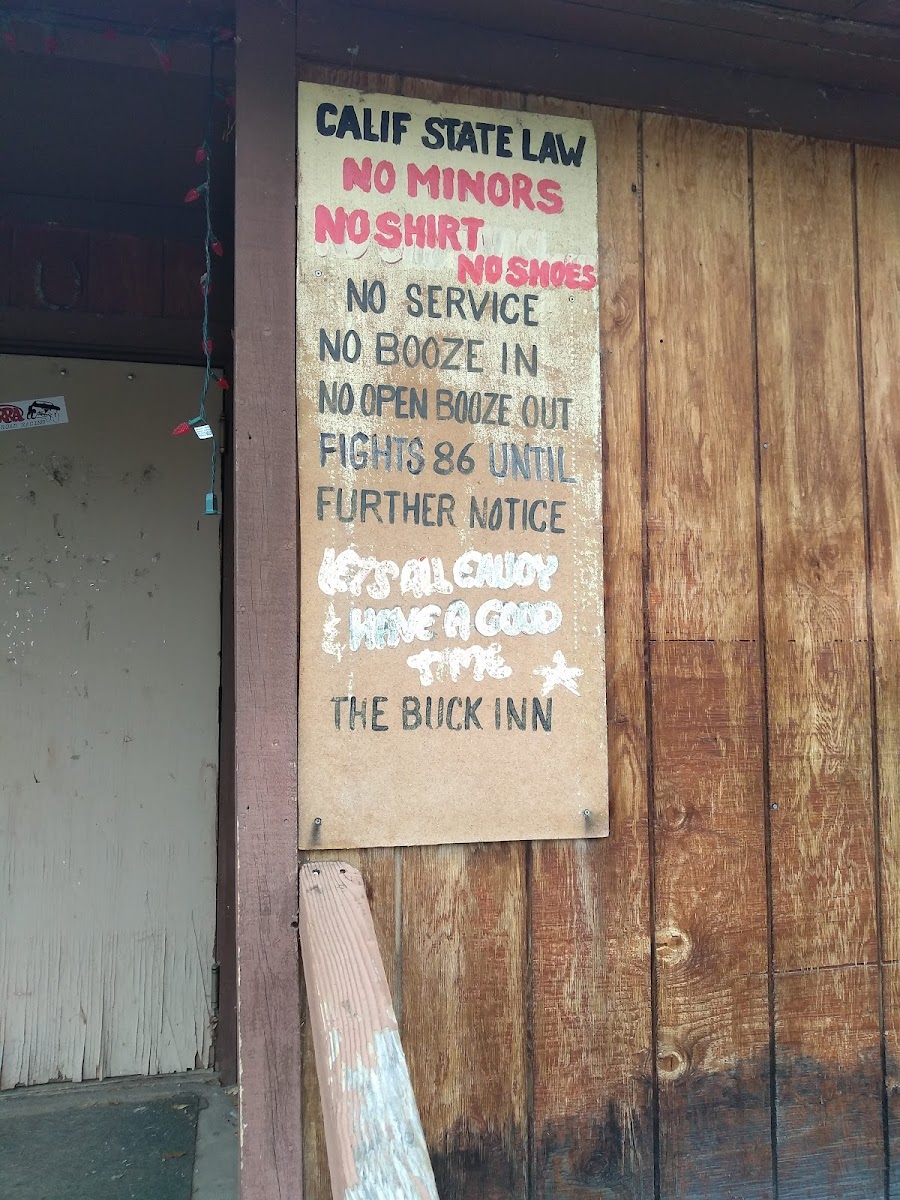 CALIF STATE LAW
NO MINORS
NO SHIRT
NO SHOES
NO SERVICE
NO BOOZE IN
NO OPEN BOOZE OUT
FIGHTS 86 UNTIL
FURTHER NOTICE
LETS ALL ENJOY
& HAVE A GOOD
TIME
THE BUCK INN